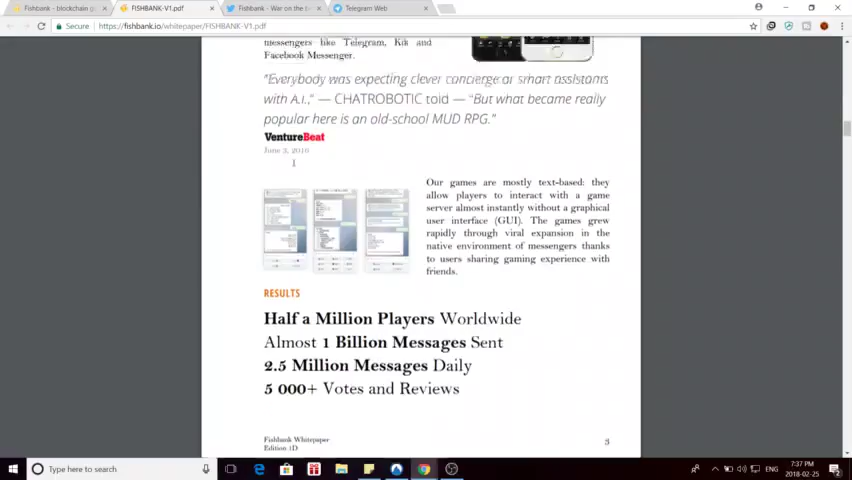 Fishbank - blockchain g
FISHBANK-V1.pdf
Fishbank - War on the b
Telegram Web
Secure
https://fishbank.io/whitepaper/FISHBANK-V1.pdf
messengers like Telegram, Kik and
Facebook Messenger.
"Everybody was expecting clever concierge or smart assistants
with A.i.," — CHATROBOTIC told — "But what became really
popular here is an old-school MUD RPG."
VentureBeat
June 3, 2016
Our games are mostly text-based: they
allow players to interact with a game
server almost instantly without a graphical
user interface (GUI). The games grew
rapidly through viral expansion in the
native environment of messengers thanks
to users sharing gaming experience with
friends.
RESULTS
Half a Million Players Worldwide
Almost 1 Billion Messages Sent
2.5 Million Messages Daily
5 000+ Votes and Reviews
Fishbank Whitepaper
Edition 1D
3
Type here to search
ENG
7:37 PM
2018-02-25